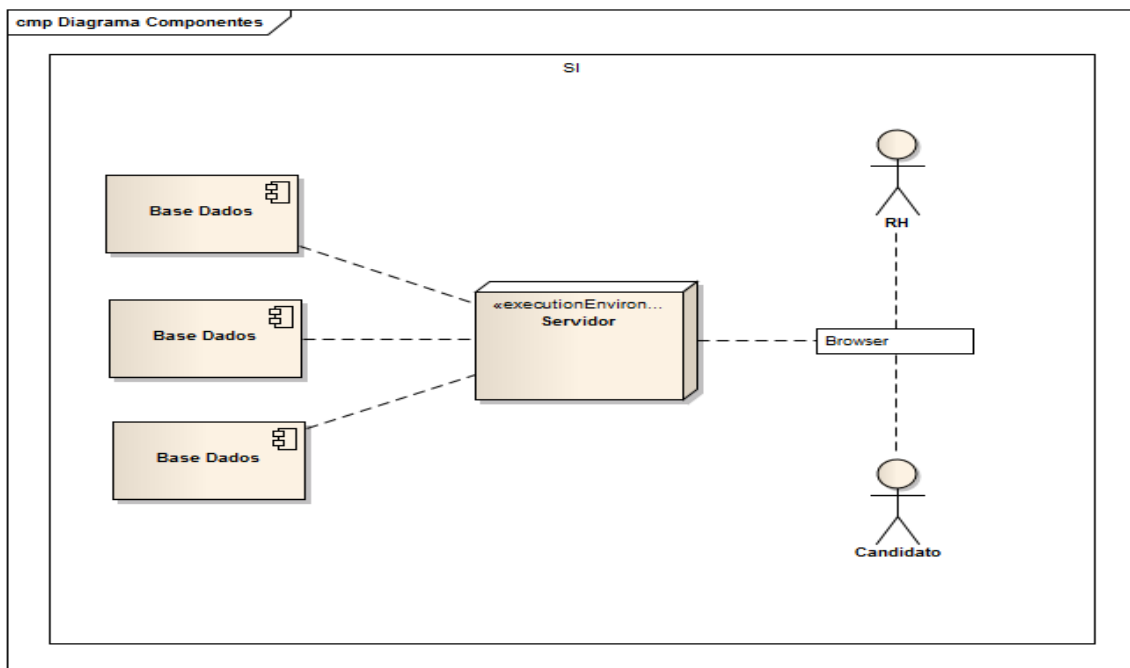 cmp Diagrama Componentes
SI
Base Dados
Base Dados
Base Dados
«executionEnviron...
Servidor
RH
Browser
Candidato